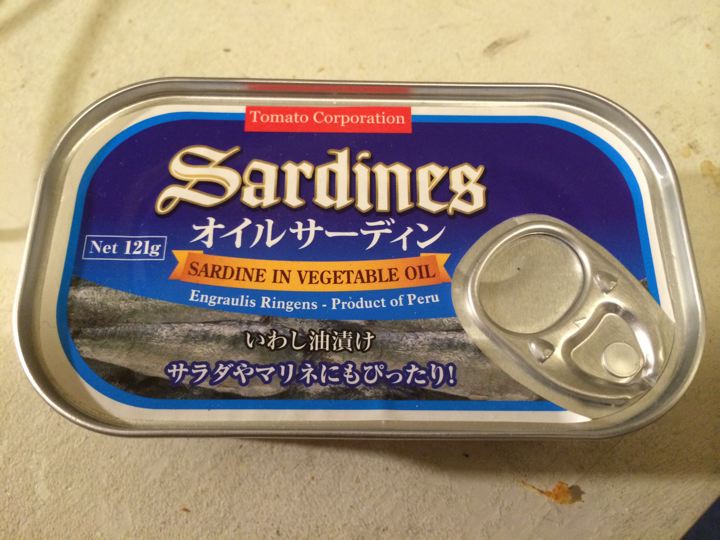 Tomato Corporation
Sardines
オイルサーディン
Net 121g
SARDINE IN VEGETABLE OIL
Engraulis Ringens - Product of Peru
いわし油漬け
サラダやマリネにもぴったり!